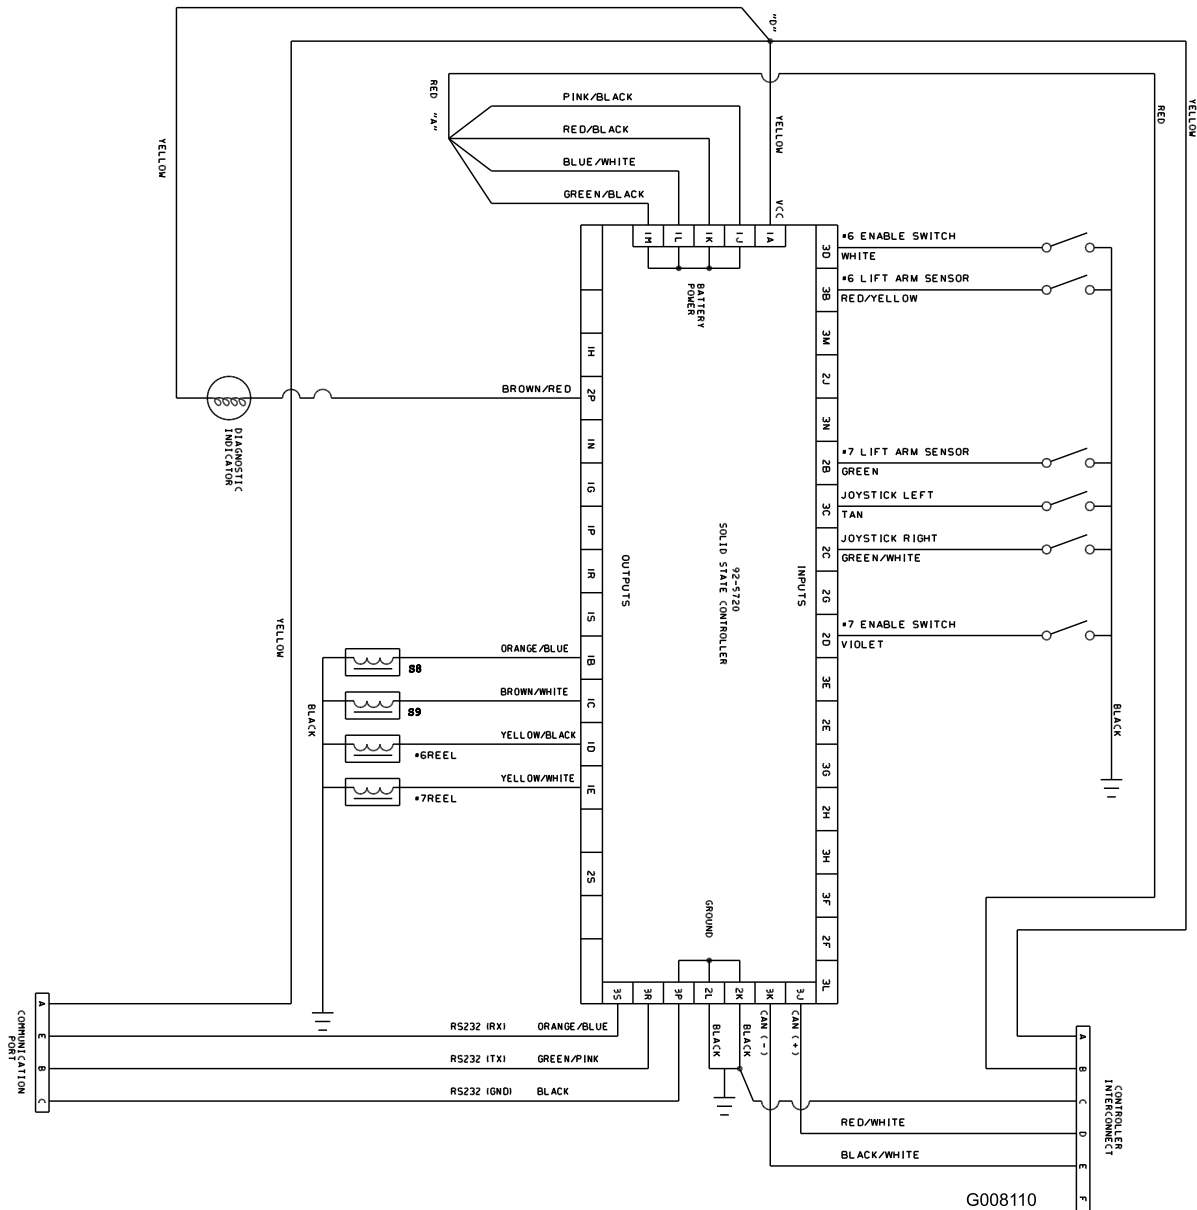 "D"
RED "A"
PINK/BLACK
RED/BLACK
BLUE/WHITE
GREEN/BLACK
YELLOW
YELLOW
VCC
RED
YELLOW
1M
1L
1K
1J
1A
BATTERY
POWER
3D
#6 ENABLE SWITCH
WHITE
3B
#6 LIFT ARM SENSOR
RED/YELLOW
3M
2J
3N
2B
#7 LIFT ARM SENSOR
GREEN
3C
JOYSTICK LEFT
TAN
2C
JOYSTICK RIGHT
GREEN/WHITE
2G
2D
#7 ENABLE SWITCH
VIOLET
3E
2E
3G
2H
3H
3F
2F
3L
BLACK
INPUTS
92-5720
SOLID STATE CONTROLLER
OUTPUTS
1H
2P
BROWN/RED
DIAGNOSTIC
INDICATOR
1N
1G
1P
1R
1S
1B
ORANGE/BLUE
S8
1C
BROWN/WHITE
S9
1D
YELLOW/BLACK
#6REEL
1E
YELLOW/WHITE
#7REEL
2S
YELLOW
BLACK
GROUND
3S
3R
3P
2L
2K
3K
3J
BLACK
BLACK
CAN (-)
CAN (+)
COMMUNICATION
PORT
A
E
B
C
RS232 (RX) ORANGE/BLUE
RS232 (TX) GREEN/PINK
RS232 (GND) BLACK
RED/WHITE
BLACK/WHITE
A
B
C
D
E
F
CONTROLLER
INTERCONNECT
G008110